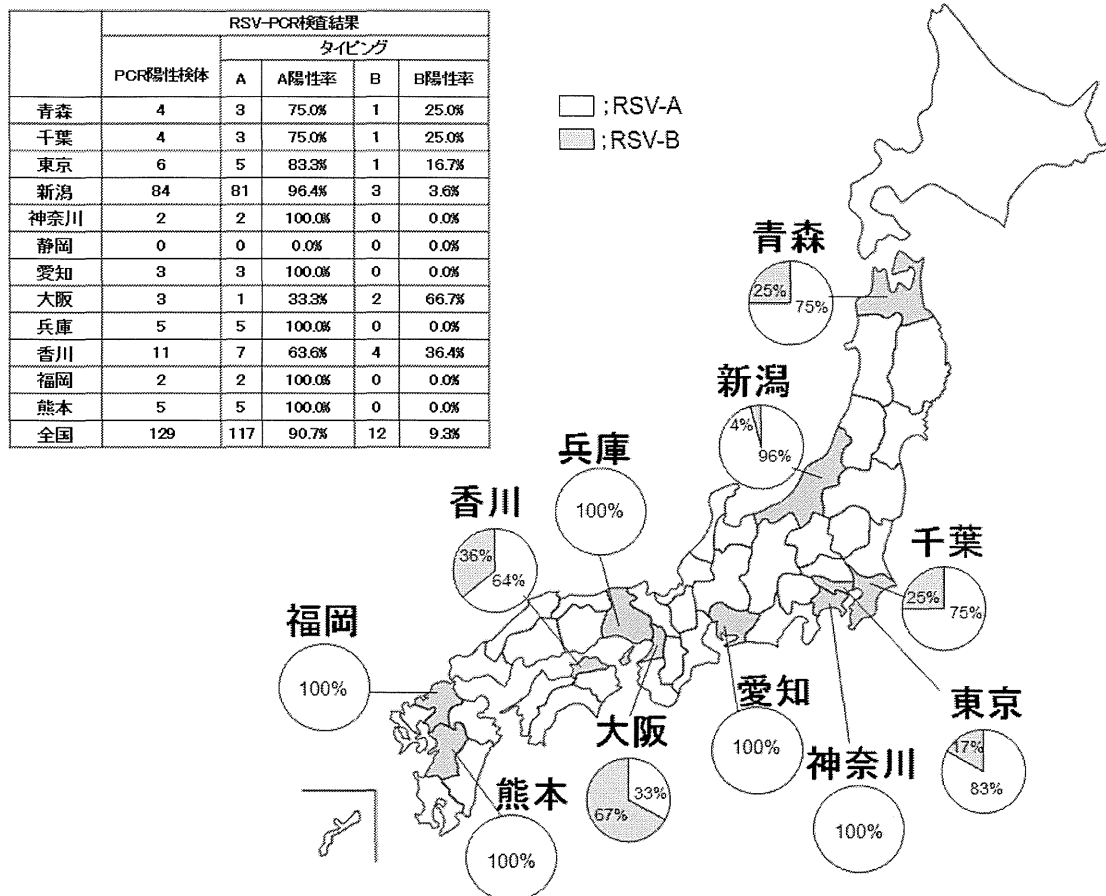 RSV-PCR検査結果
タイピング
PCR陽性検体 A A陽性率 B B陽性率
青森 4 3 75.0% 1 25.0%
千葉 4 3 75.0% 1 25.0%
東京 6 5 83.3% 1 16.7%
新潟 84 81 96.4% 3 3.6%
神奈川 2 2 100.0% 0 0.0%
静岡 0 0 0.0% 0 0.0%
愛知 3 3 100.0% 0 0.0%
大阪 3 1 33.3% 2 66.7%
兵庫 5 5 100.0% 0 0.0%
香川 11 7 63.6% 4 36.4%
福岡 2 2 100.0% 0 0.0%
熊本 5 5 100.0% 0 0.0%
全国 129 117 90.7% 12 9.3%
;RSV-A
;RSV-B
青森
25%
75%
新潟
4%
96%
兵庫
100%
香川
36%
64%
千葉
25%
75%
福岡
100%
愛知
100%
東京
17%
83%
大阪
33%
67%
神奈川
100%
熊本
100%